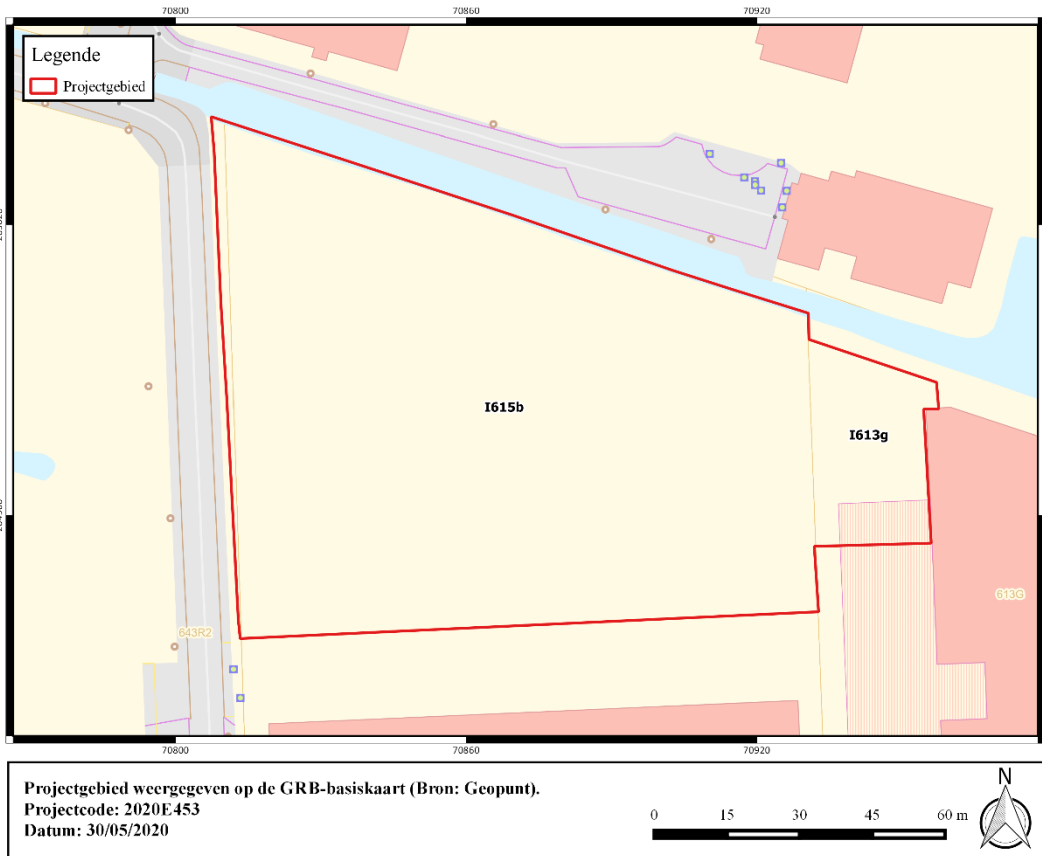 70800 70860 70920
Legende
Projectgebied
I615b
I613g
613G
643R2
70800 70860 70920
Projectgebied weergegeven op de GRB-basiskaart (Bron: Geopunt).
Projectcode: 2020E453
Datum: 30/05/2020
0 15 30 45 60 m
N